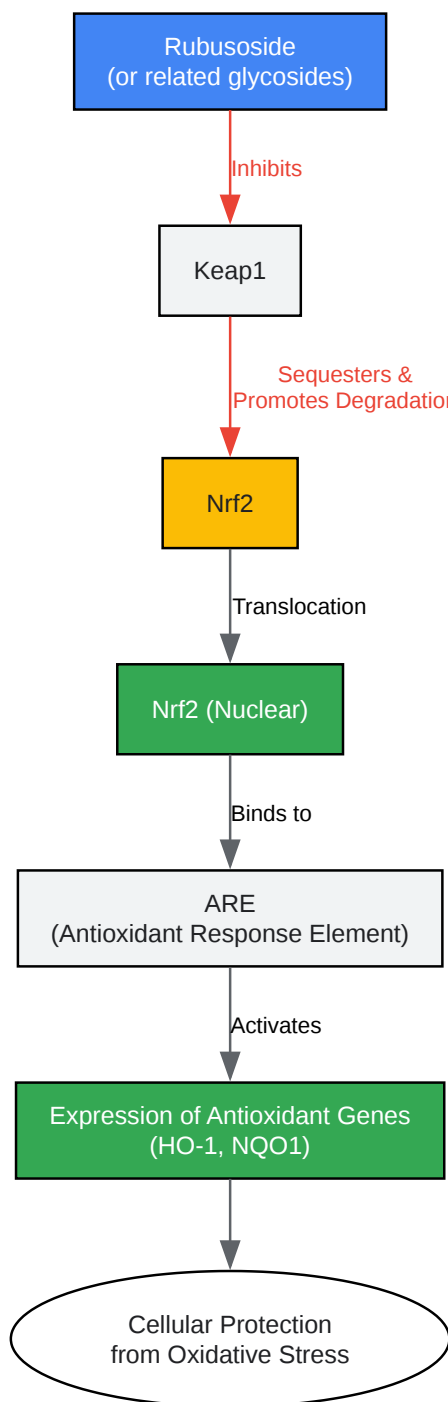 Rubusoside
(or related glycosides)
Inhibits
Keap1
Sequesters &
Promotes Degradation
Nrf2
Translocation
Nrf2 (Nuclear)
Binds to
ARE
(Antioxidant Response Element)
Activates
Expression of Antioxidant Genes
(HO-1, NQO1)
Cellular Protection
from Oxidative Stress